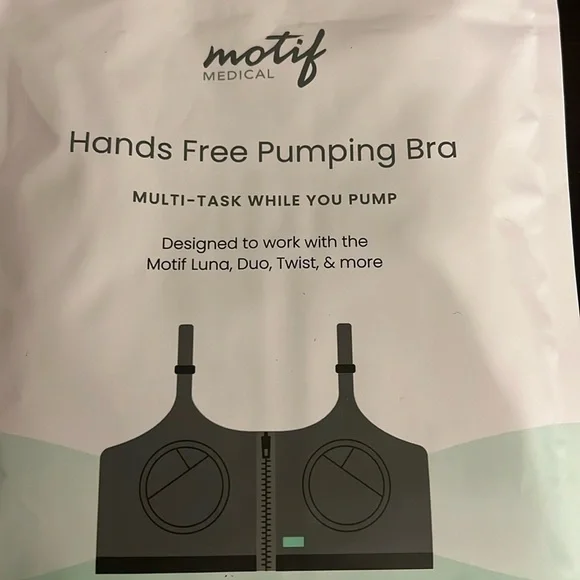 motif
MEDICAL
Hands Free Pumping Bra
MULTI-TASK WHILE YOU PUMP
Designed to work with the
Motif Luna, Duo, Twist, & more